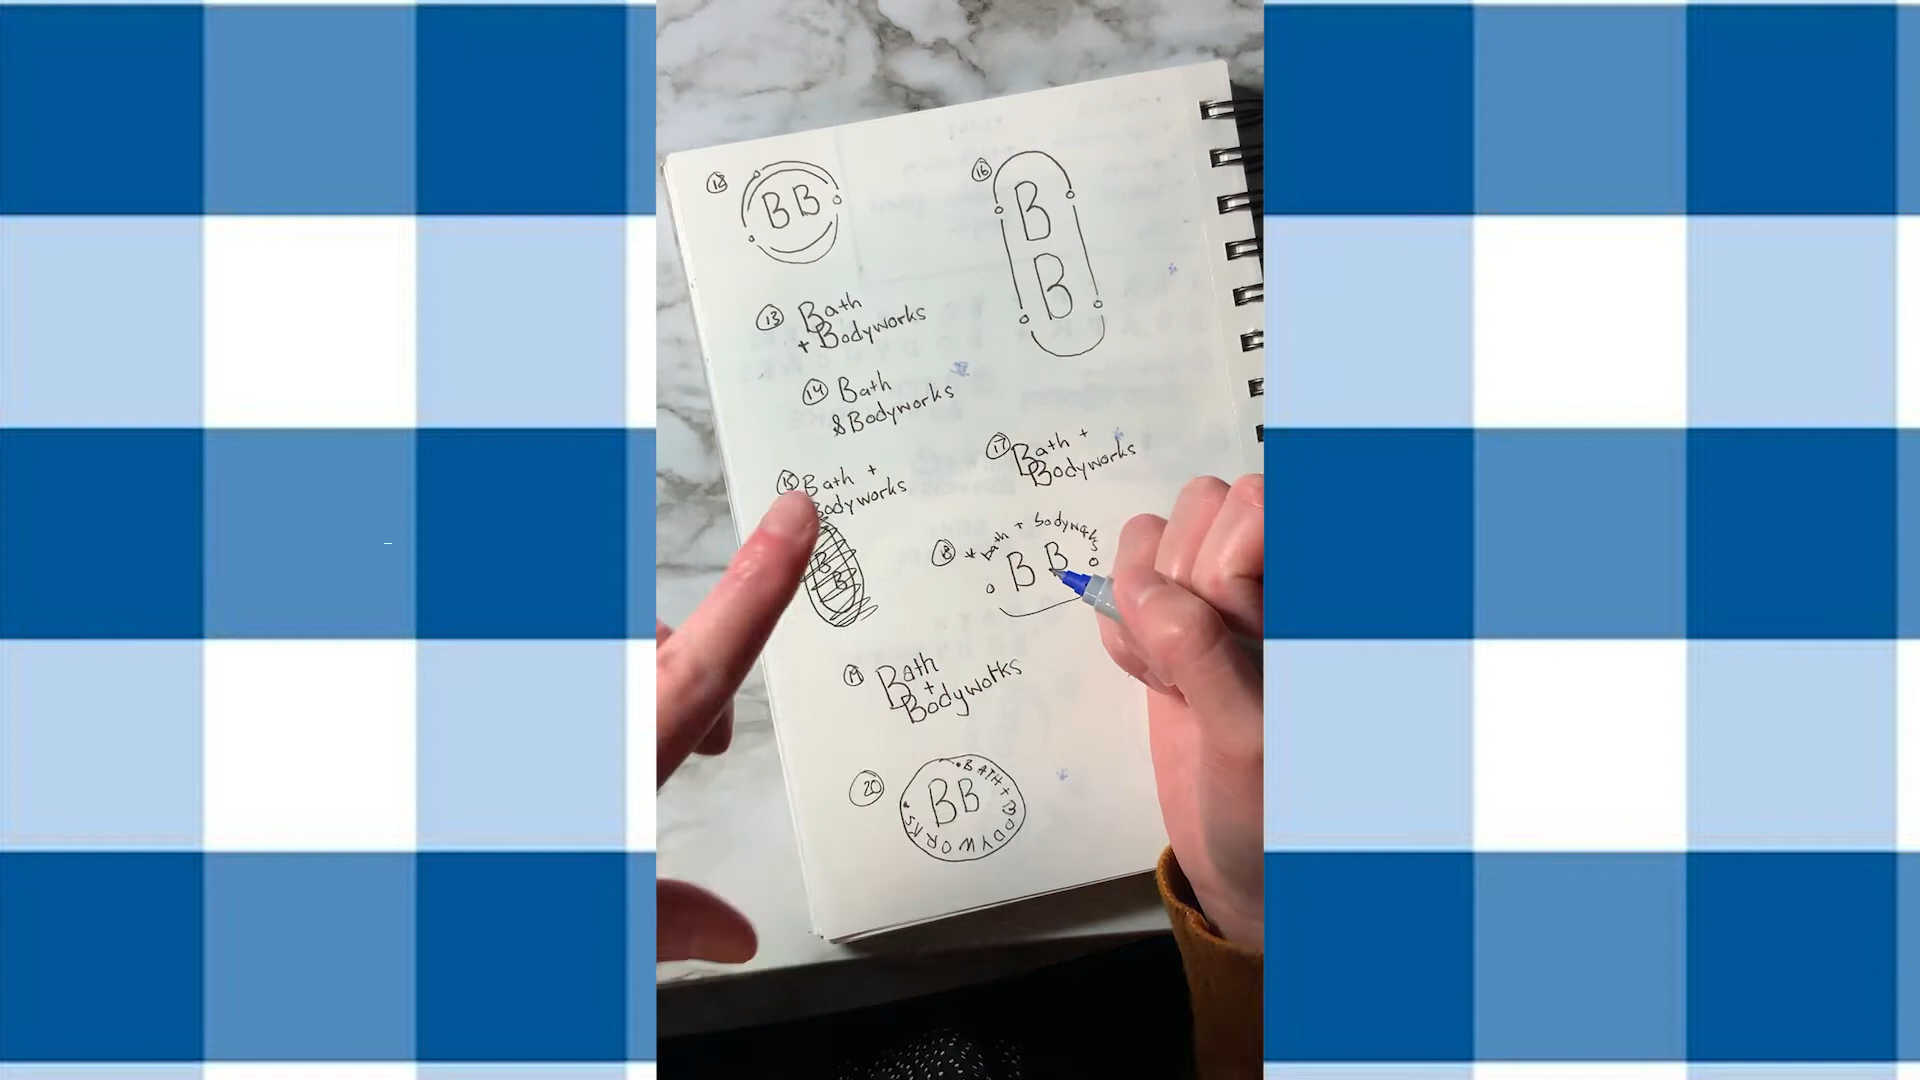 12
BB
13 Bath
+ Bodyworks
14 Bath
& Bodyworks
15 Bath +
Bodyworks
B
B
16
B
B
17 Bath +
Bodyworks
18
Bath + Bodyworks
B B
19 Bath
+
Bodyworks
20
BB
BATH + BODYWORKS